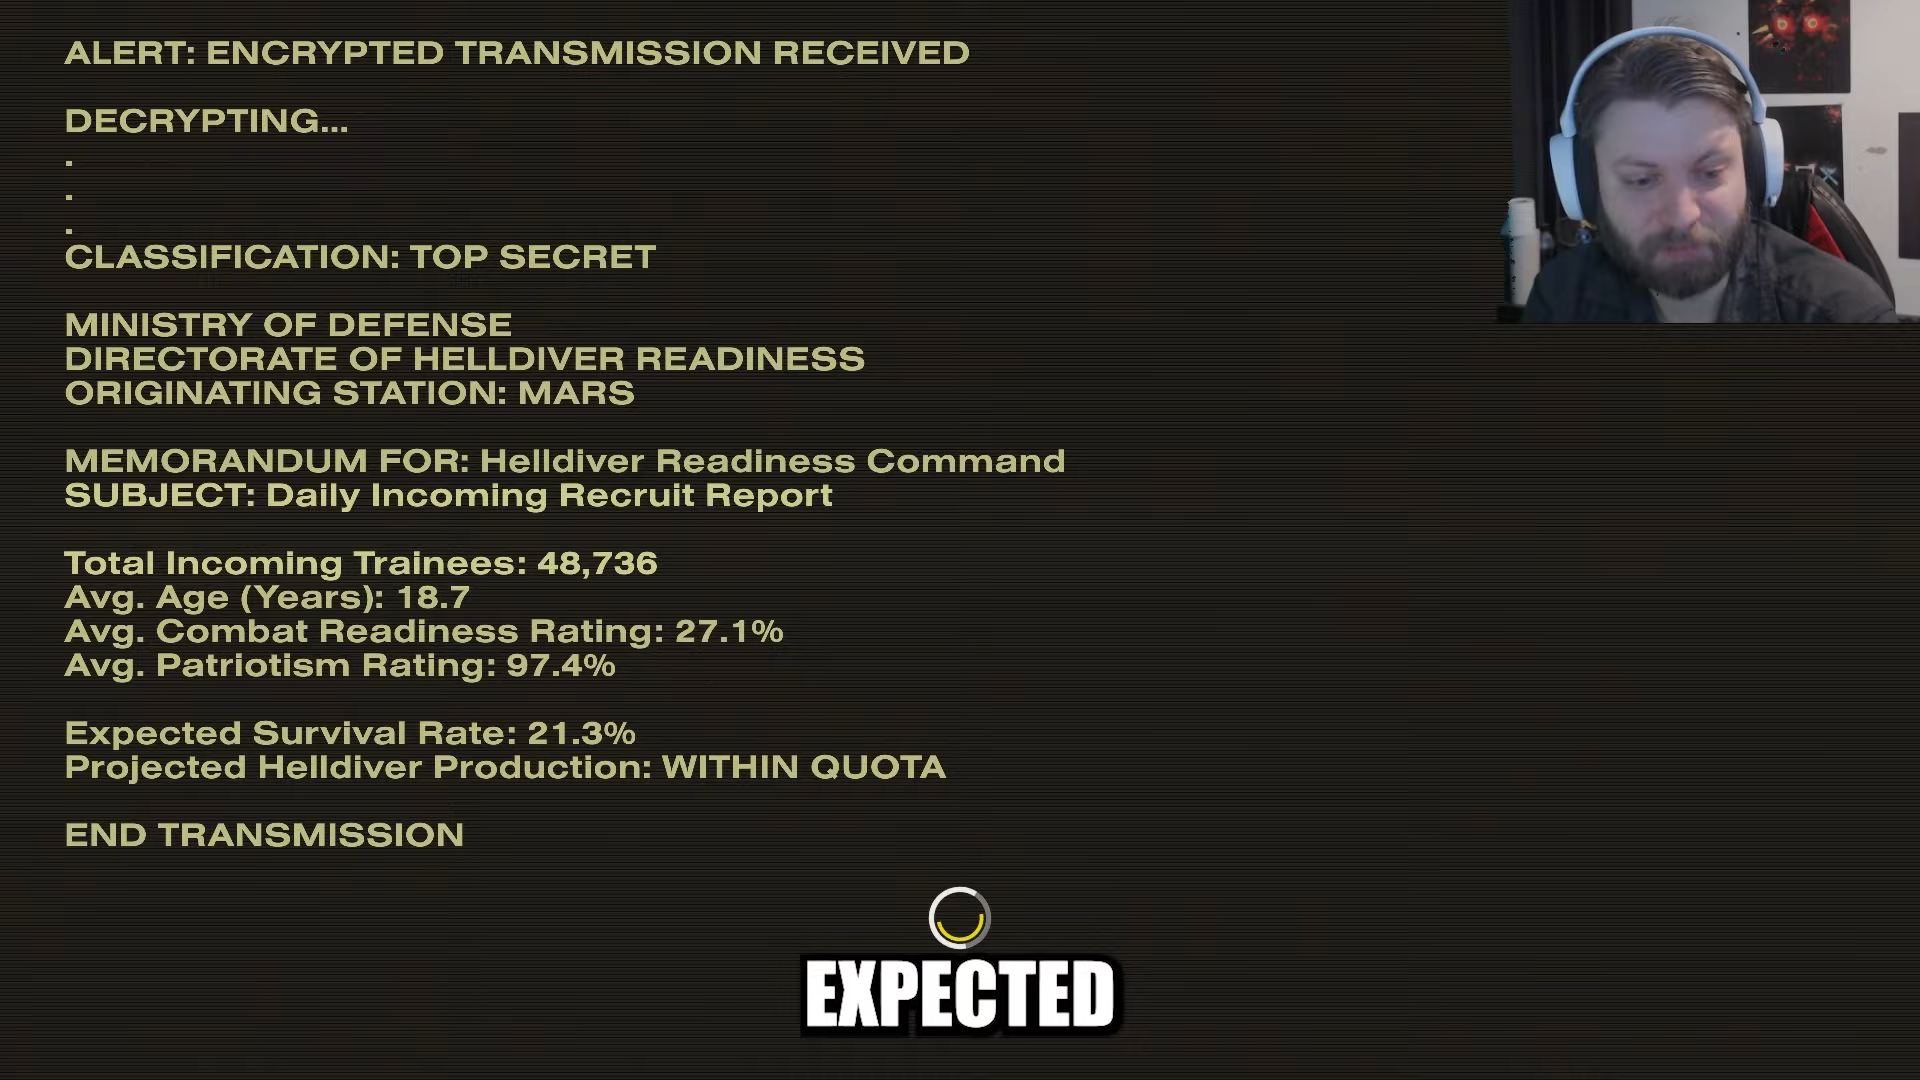 ALERT: ENCRYPTED TRANSMISSION RECEIVED
DECRYPTING...
.
.
.
CLASSIFICATION: TOP SECRET
MINISTRY OF DEFENSE
DIRECTORATE OF HELLDIVER READINESS
ORIGINATING STATION: MARS
MEMORANDUM FOR: Helldiver Readiness Command
SUBJECT: Daily Incoming Recruit Report
Total Incoming Trainees: 48,736
Avg. Age (Years): 18.7
Avg. Combat Readiness Rating: 27.1%
Avg. Patriotism Rating: 97.4%
Expected Survival Rate: 21.3%
Projected Helldiver Production: WITHIN QUOTA
END TRANSMISSION
EXPECTED